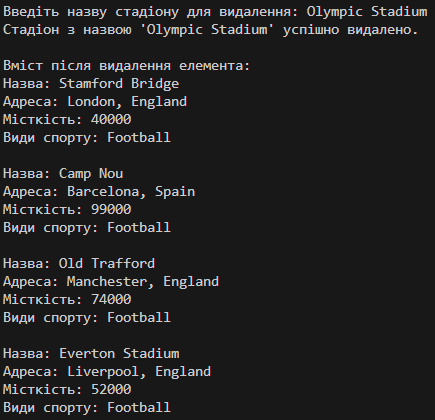 Введіть назву стадіону для видалення: Olympic Stadium
Стадіон з назвою 'Olympic Stadium' успішно видалено.

Вміст після видалення елемента:
Назва: Stamford Bridge
Адреса: London, England
Місткість: 40000
Види спорту: Football

Назва: Camp Nou
Адреса: Barcelona, Spain
Місткість: 99000
Види спорту: Football

Назва: Old Trafford
Адреса: Manchester, England
Місткість: 74000
Види спорту: Football

Назва: Everton Stadium
Адреса: Liverpool, England
Місткість: 52000
Види спорту: Football